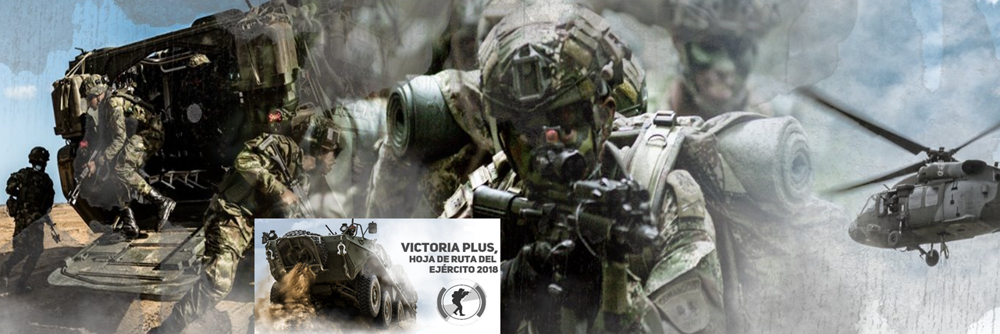 VICTORIA PLUS,
HOJA DE RUTA DEL
EJÉRCITO 2018